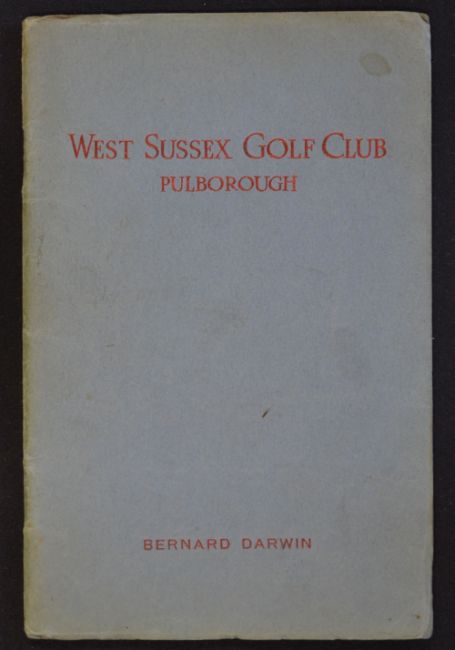 WEST SUSSEX GOLF CLUB
PULBOROUGH
BERNARD DARWIN